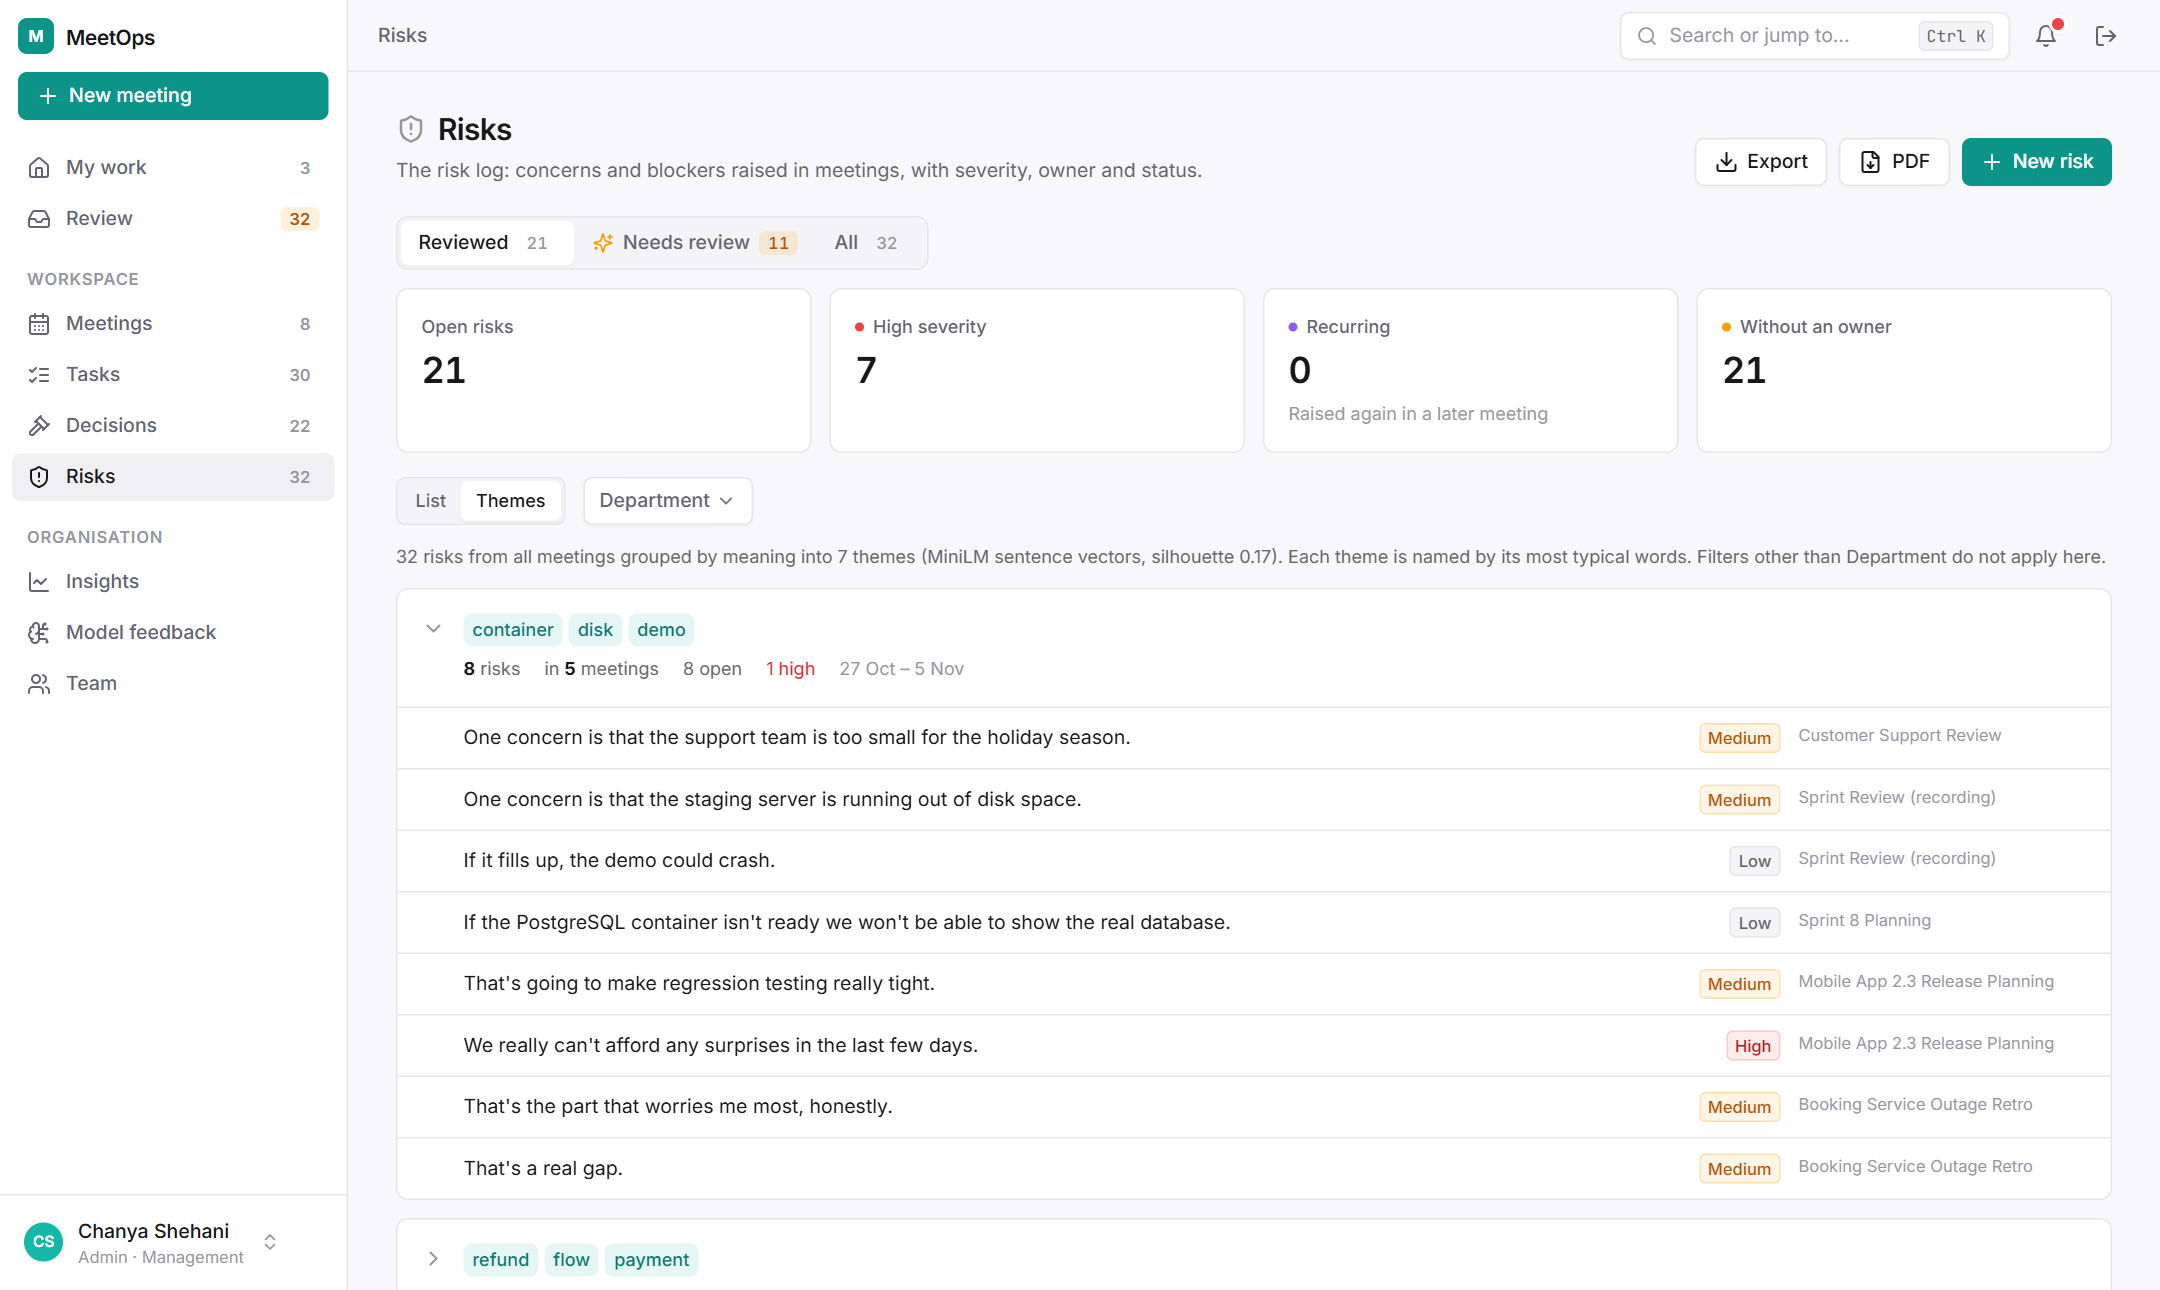 M MeetOps
New meeting
My work 3
Review 32
WORKSPACE
Meetings 8
Tasks 30
Decisions 22
Risks 32
ORGANISATION
Insights
Model feedback
Team
CS Chanya Shehani
Admin · Management
Risks
Search or jump to... Ctrl K
Risks
The risk log: concerns and blockers raised in meetings, with severity, owner and status.
Export PDF New risk
Reviewed 21 Needs review 11 All 32
Open risks
21
High severity
7
Recurring
0
Raised again in a later meeting
Without an owner
21
List Themes Department
32 risks from all meetings grouped by meaning into 7 themes (MiniLM sentence vectors, silhouette 0.17). Each theme is named by its most typical words. Filters other than Department do not apply here.
container disk demo
8 risks in 5 meetings 8 open 1 high 27 Oct – 5 Nov
One concern is that the support team is too small for the holiday season. Medium Customer Support Review
One concern is that the staging server is running out of disk space. Medium Sprint Review (recording)
If it fills up, the demo could crash. Low Sprint Review (recording)
If the PostgreSQL container isn't ready we won't be able to show the real database. Low Sprint 8 Planning
That's going to make regression testing really tight. Medium Mobile App 2.3 Release Planning
We really can't afford any surprises in the last few days. High Mobile App 2.3 Release Planning
That's the part that worries me most, honestly. Medium Booking Service Outage Retro
That's a real gap. Medium Booking Service Outage Retro
refund flow payment